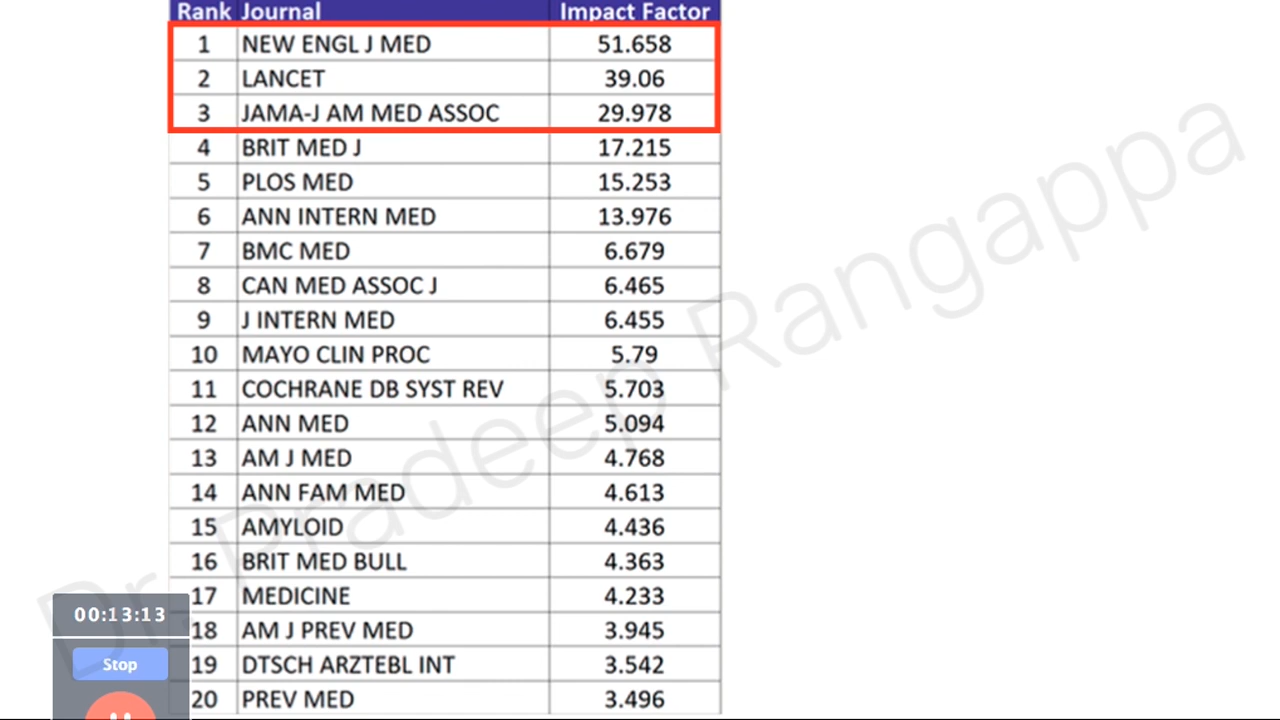 Rank Journal Impact Factor
1 NEW ENGL J MED 51.658
2 LANCET 39.06
3 JAMA-J AM MED ASSOC 29.978
4 BRIT MED J 17.215
5 PLOS MED 15.253
6 ANN INTERN MED 13.976
7 BMC MED 6.679
8 CAN MED ASSOC J 6.465
9 J INTERN MED 6.455
10 MAYO CLIN PROC 5.79
11 COCHRANE DB SYST REV 5.703
12 ANN MED 5.094
13 AM J MED 4.768
14 ANN FAM MED 4.613
15 AMYLOID 4.436
16 BRIT MED BULL 4.363
17 MEDICINE 4.233
18 AM J PREV MED 3.945
19 DTSCH ARZTEBL INT 3.542
20 PREV MED 3.496
Dr. Pradeep Rangappa
00:13:13
Stop